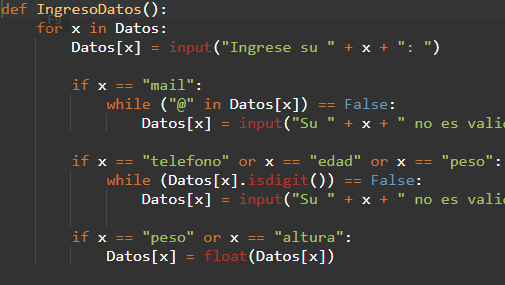 def IngresoDatos():
for x in Datos:
Datos[x] = input("Ingrese su " + x + ": ")
if x == "mail":
while ("@" in Datos[x]) == False:
Datos[x] = input("Su " + x + " no es vali
if x == "telefono" or x == "edad" or x == "peso":
while (Datos[x].isdigit()) == False:
Datos[x] = input("Su " + x + " no es vali
if x == "peso" or x == "altura":
Datos[x] = float(Datos[x])